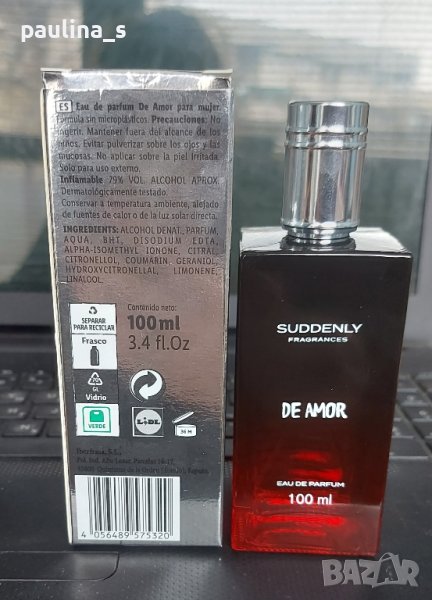 paulina_s
ES Eau de parfum De Amor para mujer.
Fórmula sin microplásticos. Precauciones: No
ingerir. Mantener fuera del alcance de los
niños. Evitar pulverizar sobre los ojos y las
mucosas. No aplicar sobre la piel irritada.
Solo para uso externo.
Inflamable 79% VOL. ALCOHOL APROX.
Dermatológicamente testado.
Conservar a temperatura ambiente, alejado
de fuentes de calor o de la luz solar directa.
INGREDIENTS: ALCOHOL DENAT., PARFUM,
AQUA, BHT, DISODIUM EDTA,
ALPHA-ISOMETHYL IONONE, CITRAL,
CITRONELLOL, COUMARIN, GERANIOL,
HYDROXYCITRONELLAL, LIMONENE,
LINALOOL.
SEPARAR
PARA RECICLAR
Frasco
GL
Vidrio
VERDE
Contenido neto:
100ml
3.4 fl.Oz
LIDL
36 M
Pol. Ind.
4 056489 575320
SUDDENLY
FRAGRANCES
DE AMOR
EAU DE PARFUM
100 ml
BAZAR